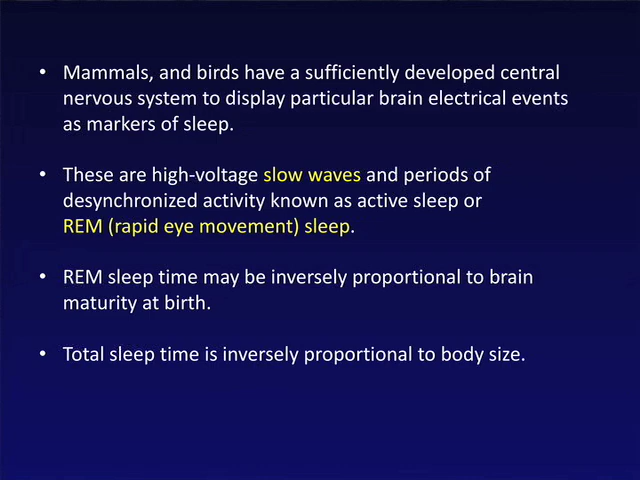 • Mammals, and birds have a sufficiently developed central
nervous system to display particular brain electrical events
as markers of sleep.
• These are high-voltage slow waves and periods of
desynchronized activity known as active sleep or
REM (rapid eye movement) sleep.
• REM sleep time may be inversely proportional to brain
maturity at birth.
• Total sleep time is inversely proportional to body size.